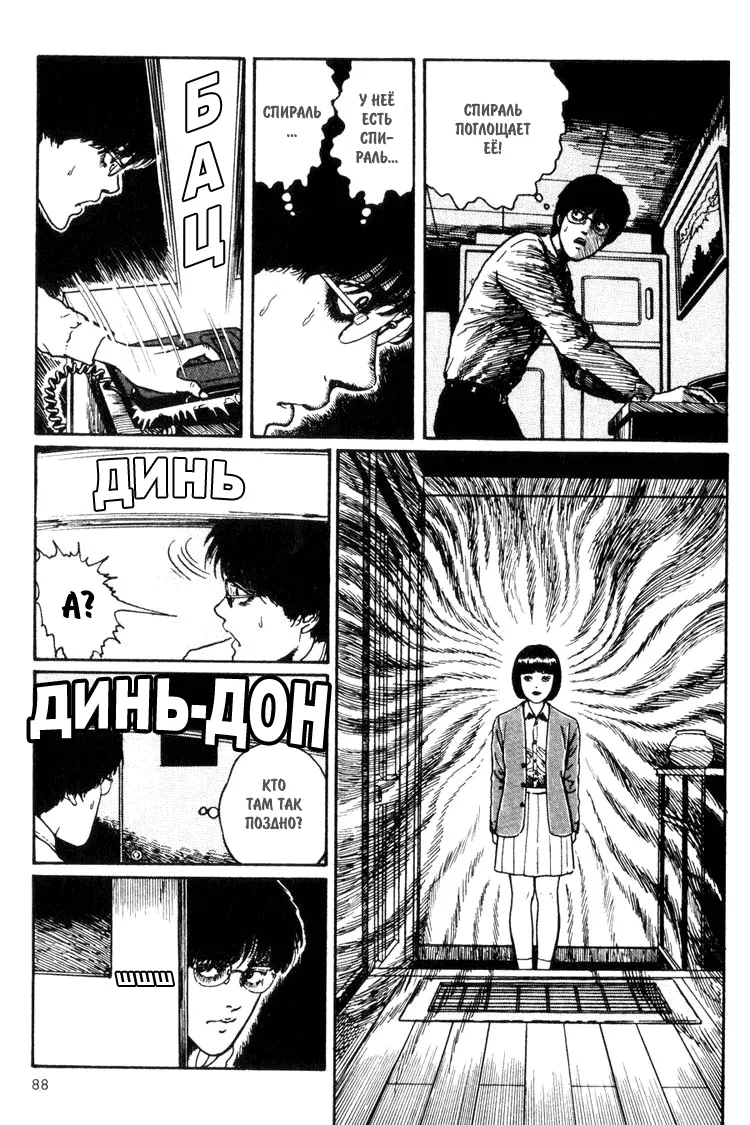 БАЦ
СПИРАЛЬ
...
У НЕЁ
ЕСТЬ
СПИ-
РАЛЬ...
СПИРАЛЬ
ПОГЛОЩАЕТ
ЕЁ!
ДИНЬ
А?
ДИНЬ-ДОН
КТО
ТАМ ТАК
ПОЗДНО?
ШШШ
88